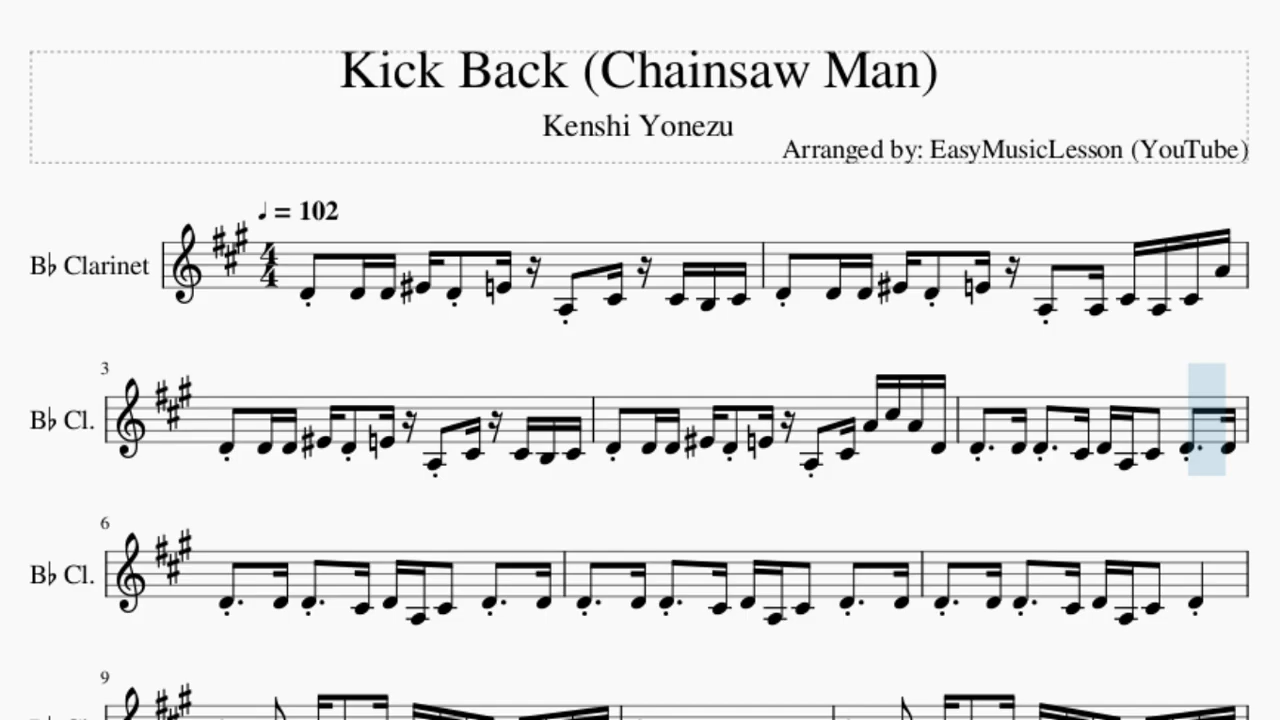 Kick Back (Chainsaw Man)
Kenshi Yonezu
Arranged by: EasyMusicLesson (YouTube)
♩ = 102
B♭ Clarinet
4
4
3
B♭ Cl.
6
B♭ Cl.
9